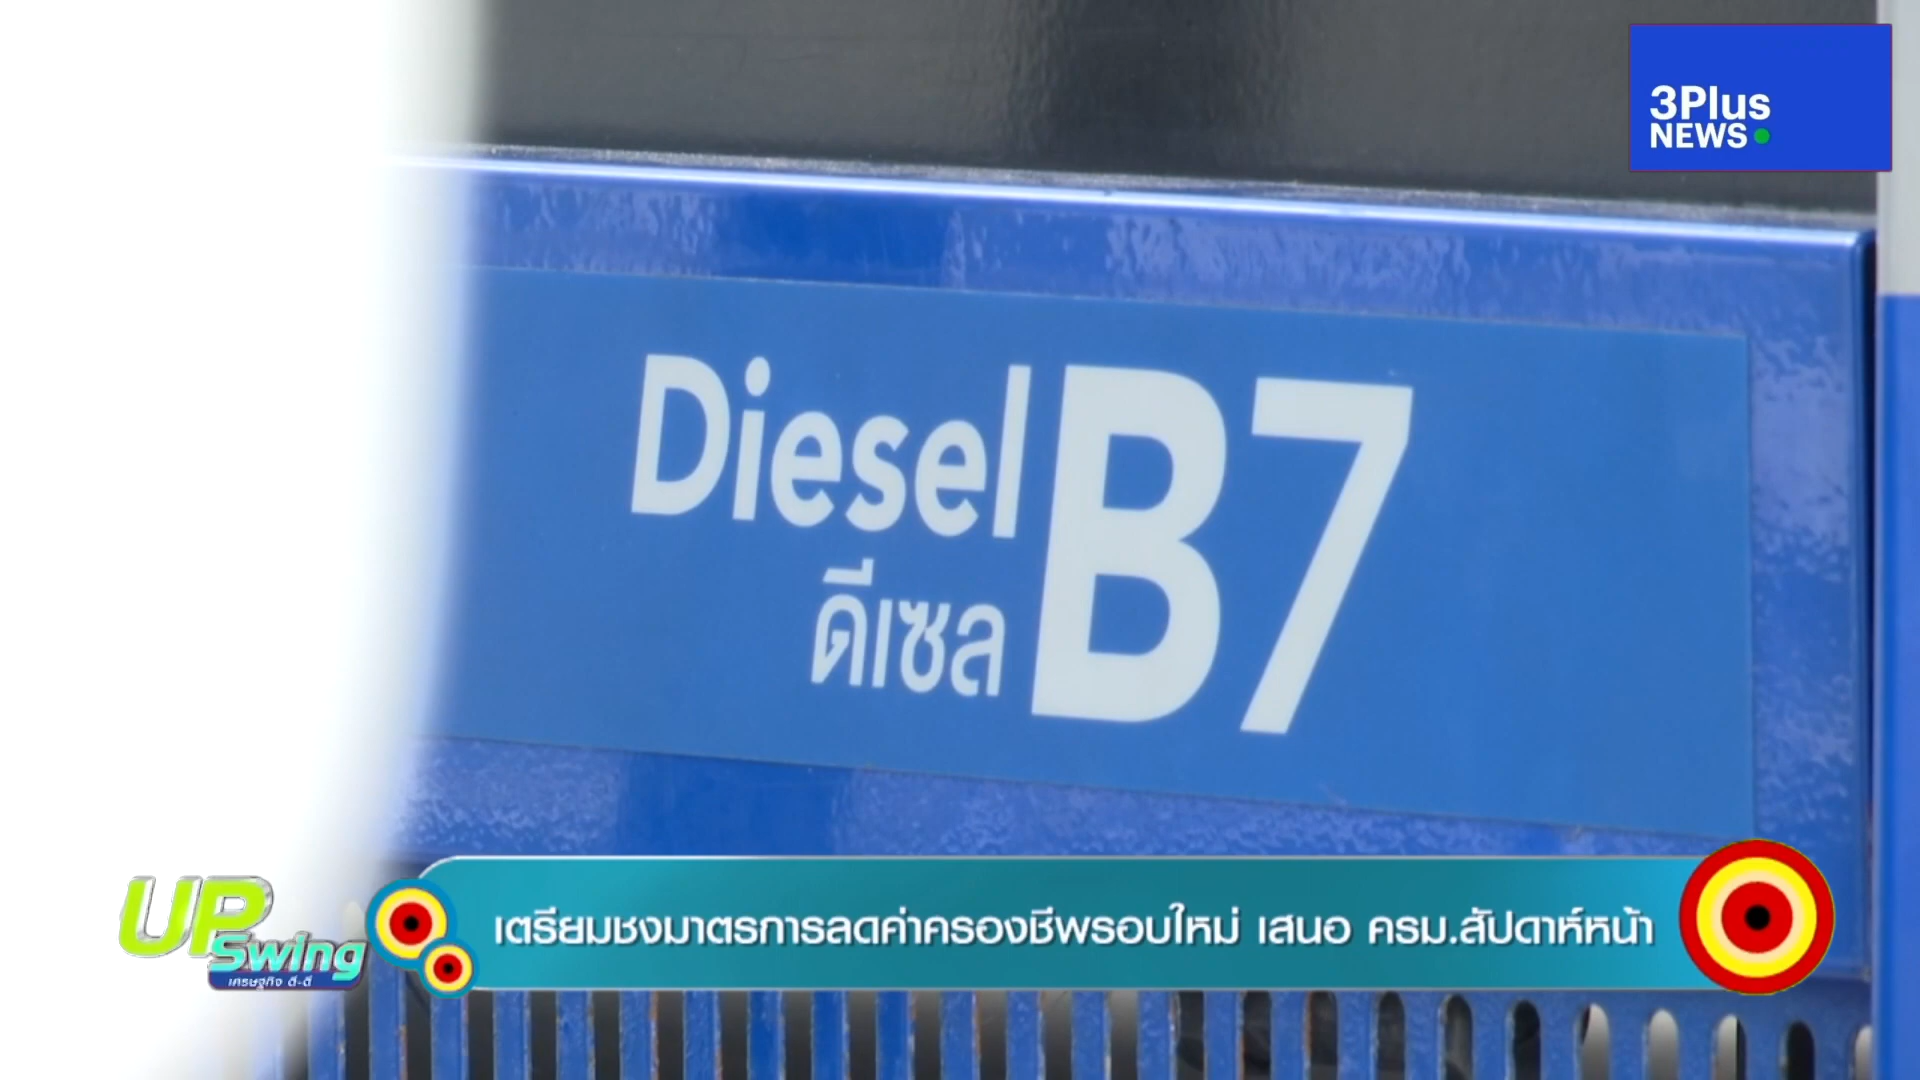 3Plus
NEWS
Diesel B7
ดีเซล
UP
Swing
เศรษฐกิจ ดี-ดี
เตรียมชงมาตรการลดค่าครองชีพรอบใหม่ เสนอ ครม.สัปดาห์หน้า